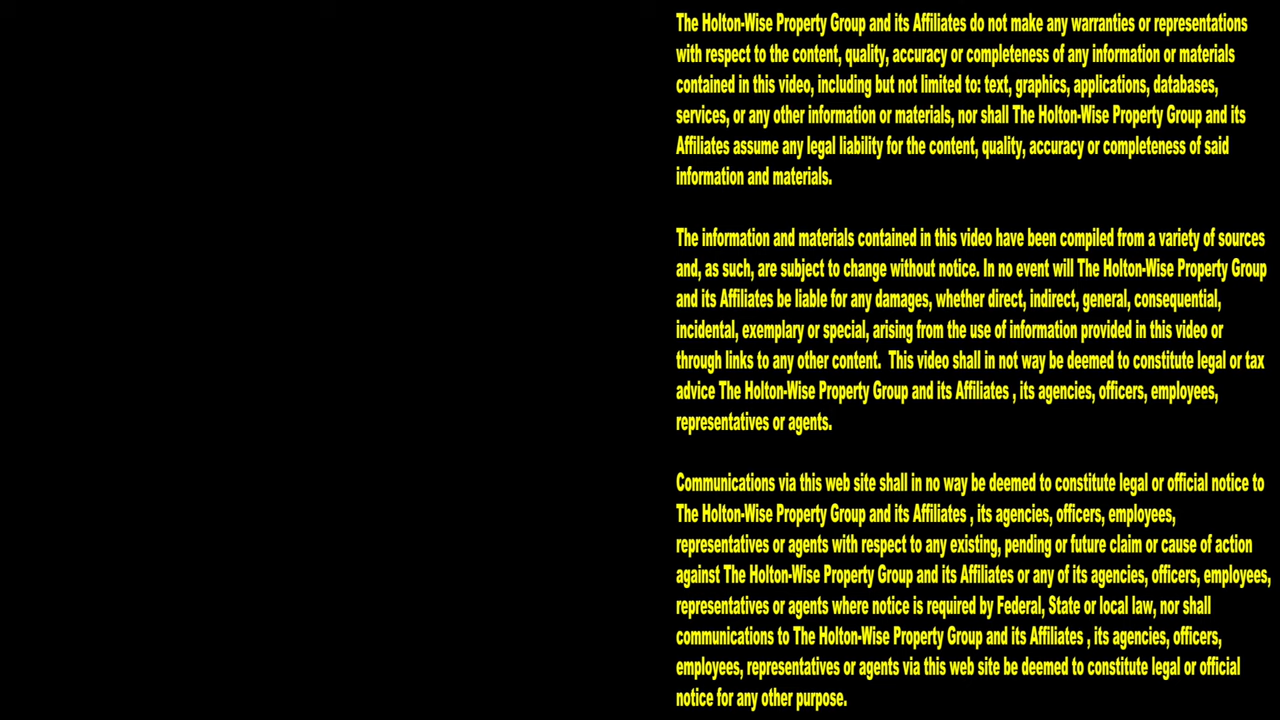 The Holton-Wise Property Group and its Affiliates do not make any warranties or representations
with respect to the content, quality, accuracy or completeness of any information or materials
contained in this video, including but not limited to: text, graphics, applications, databases,
services, or any other information or materials, nor shall The Holton-Wise Property Group and its
Affiliates assume any legal liability for the content, quality, accuracy or completeness of said
information and materials.
The information and materials contained in this video have been compiled from a variety of sources
and, as such, are subject to change without notice. In no event will The Holton-Wise Property Group
and its Affiliates be liable for any damages, whether direct, indirect, general, consequential,
incidental, exemplary or special, arising from the use of information provided in this video or
through links to any other content.  This video shall in not way be deemed to constitute legal or tax
advice The Holton-Wise Property Group and its Affiliates , its agencies, officers, employees,
representatives or agents.
Communications via this web site shall in no way be deemed to constitute legal or official notice to
The Holton-Wise Property Group and its Affiliates , its agencies, officers, employees,
representatives or agents with respect to any existing, pending or future claim or cause of action
against The Holton-Wise Property Group and its Affiliates or any of its agencies, officers, employees,
representatives or agents where notice is required by Federal, State or local law, nor shall
communications to The Holton-Wise Property Group and its Affiliates , its agencies, officers,
employees, representatives or agents via this web site be deemed to constitute legal or official
notice for any other purpose.